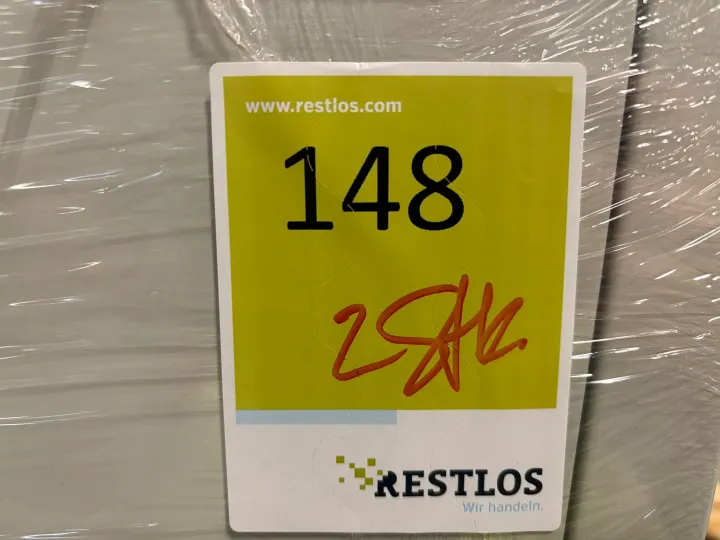 www.restlos.com
148
2 Stk.
RESTLOS
Wir handeln.